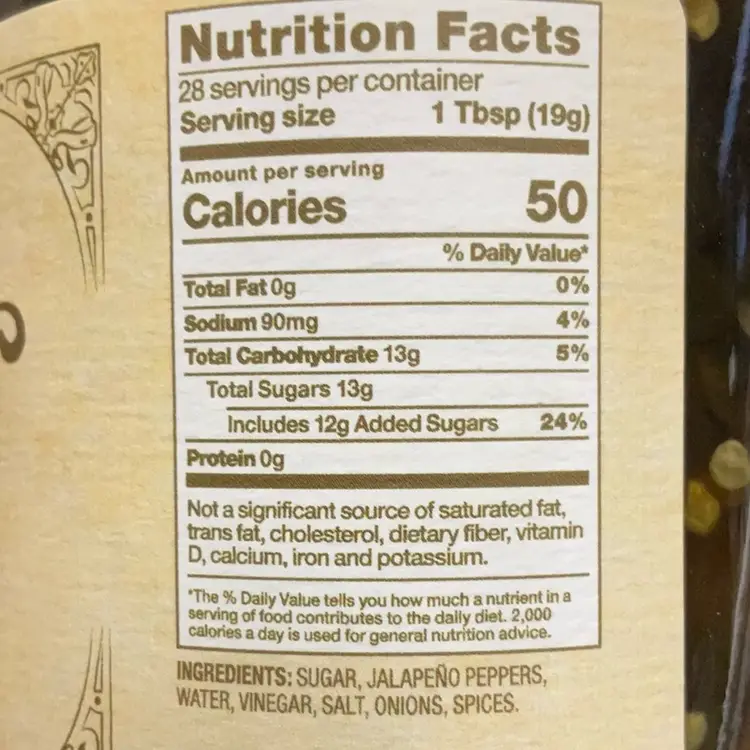 Nutrition Facts
28 servings per container
Serving size 1 Tbsp (19g)
Amount per serving
Calories 50
% Daily Value*
Total Fat 0g 0%
Sodium 90mg 4%
Total Carbohydrate 13g 5%
Total Sugars 13g
Includes 12g Added Sugars 24%
Protein 0g
Not a significant source of saturated fat,
trans fat, cholesterol, dietary fiber, vitamin
D, calcium, iron and potassium.
*The % Daily Value tells you how much a nutrient in a
serving of food contributes to the daily diet. 2,000
calories a day is used for general nutrition advice.
INGREDIENTS: SUGAR, JALAPEÑO PEPPERS,
WATER, VINEGAR, SALT, ONIONS, SPICES.